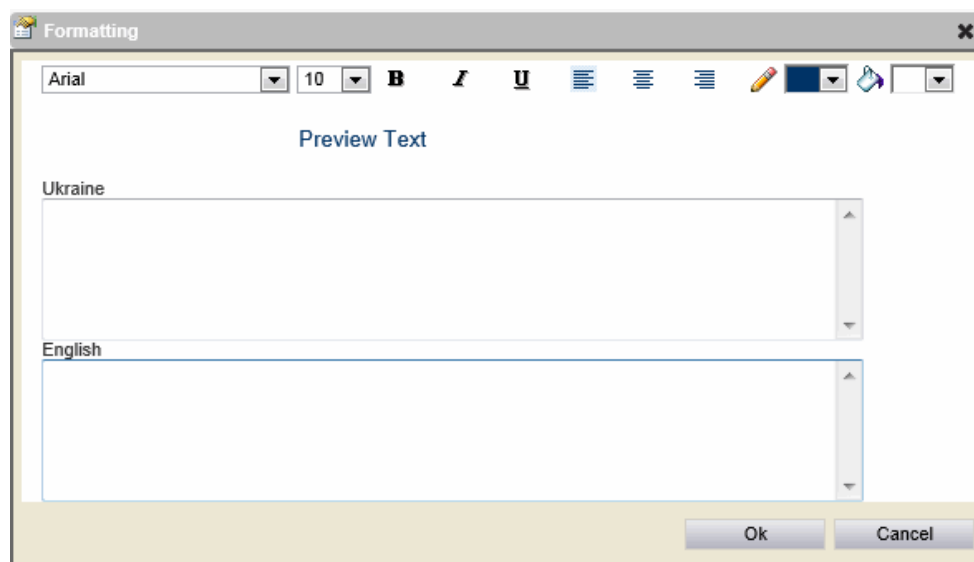 Formatting
Arial 10 B I U
Preview Text
Ukraine
English
Ok Cancel